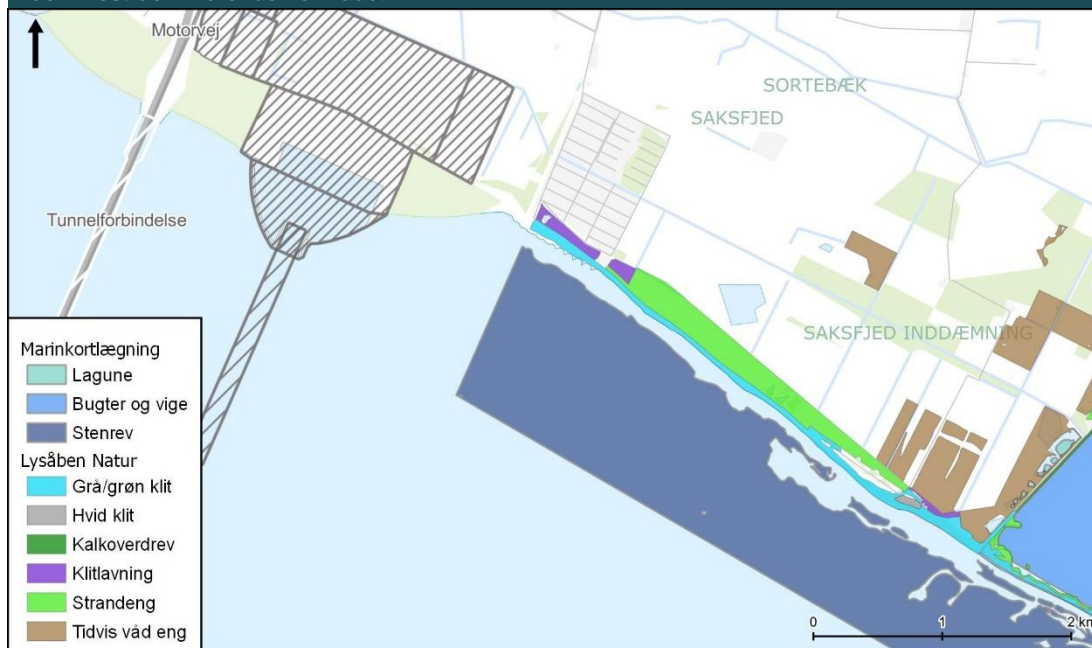 Motorvej
SORTEBÆK
SAKSFJED
Tunnelforbindelse
SAKSFJED INDDÆMNING
Marinkortlægning
Lagune
Bugter og vige
Stenrev
Lysåben Natur
Grå/grøn klit
Hvid klit
Kalkoverdrev
Klitlavning
Strandeng
Tidvis våd eng
0 1 2 km